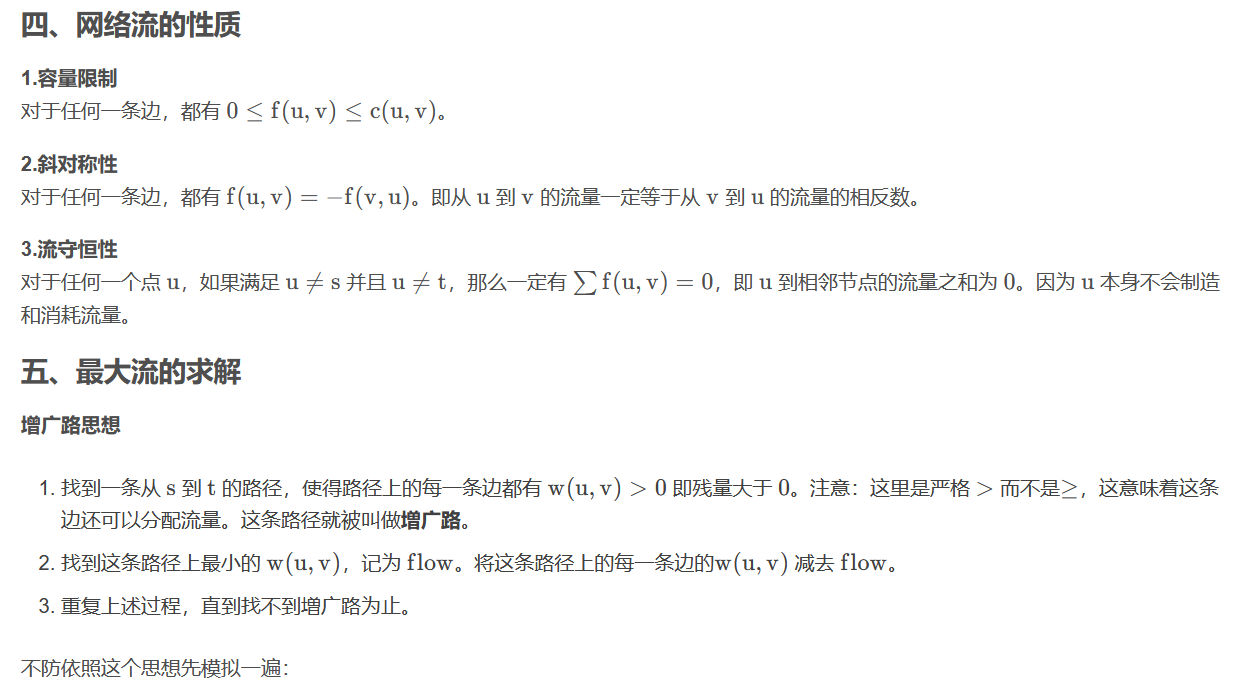 四、网络流的性质
1.容量限制
对于任何一条边，都有 0 ≤ f(u, v) ≤ c(u, v)。
2.斜对称性
对于任何一条边，都有 f(u, v) = −f(v, u)。即从 u 到 v 的流量一定等于从 v 到 u 的流量的相反数。
3.流守恒性
对于任何一个点 u，如果满足 u ≠ s 并且 u ≠ t，那么一定有 ∑ f(u, v) = 0，即 u 到相邻节点的流量之和为 0。因为 u 本身不会制造
和消耗流量。
五、最大流的求解
增广路思想
1. 找到一条从 s 到 t 的路径，使得路径上的每一条边都有 w(u, v) > 0 即残量大于 0。注意：这里是严格 > 而不是≥，这意味着这条
边还可以分配流量。这条路径就被叫做增广路。
2. 找到这条路径上最小的 w(u, v)，记为 flow。将这条路径上的每一条边的w(u, v) 减去 flow。
3. 重复上述过程，直到找不到增广路为止。
不防依照这个思想先模拟一遍：